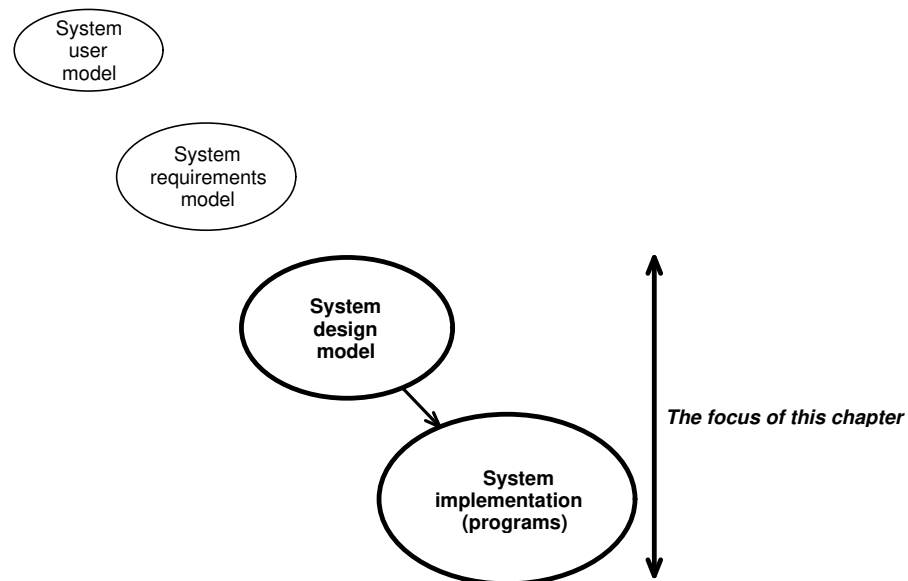 System
user
model
System
requirements
model
System
design
model
The focus of this chapter
System
implementation
(programs)